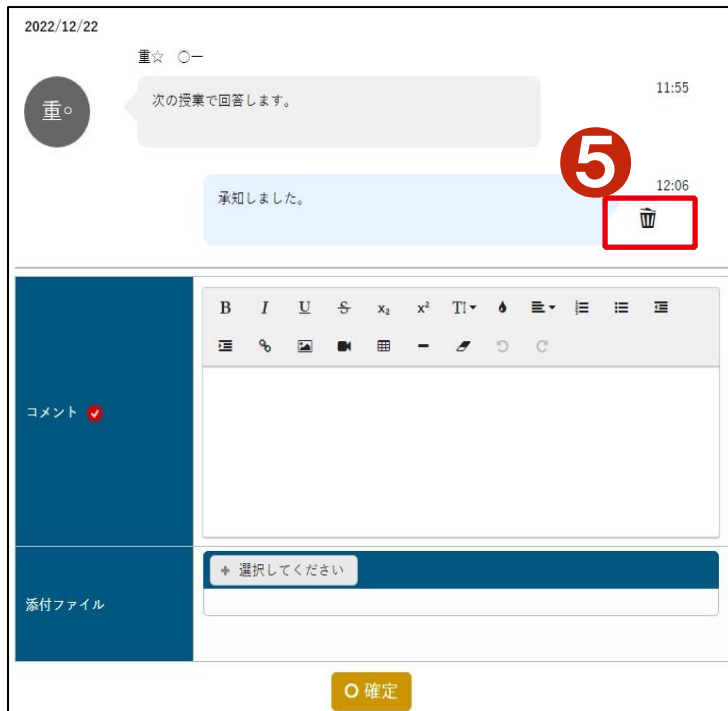 2022/12/22
重☆ ○一
重○
次の授業で回答します。
11:55
5
承知しました。
12:06
B I U S x₂ x² TI
コメント
添付ファイル
+ 選択してください
○ 確定